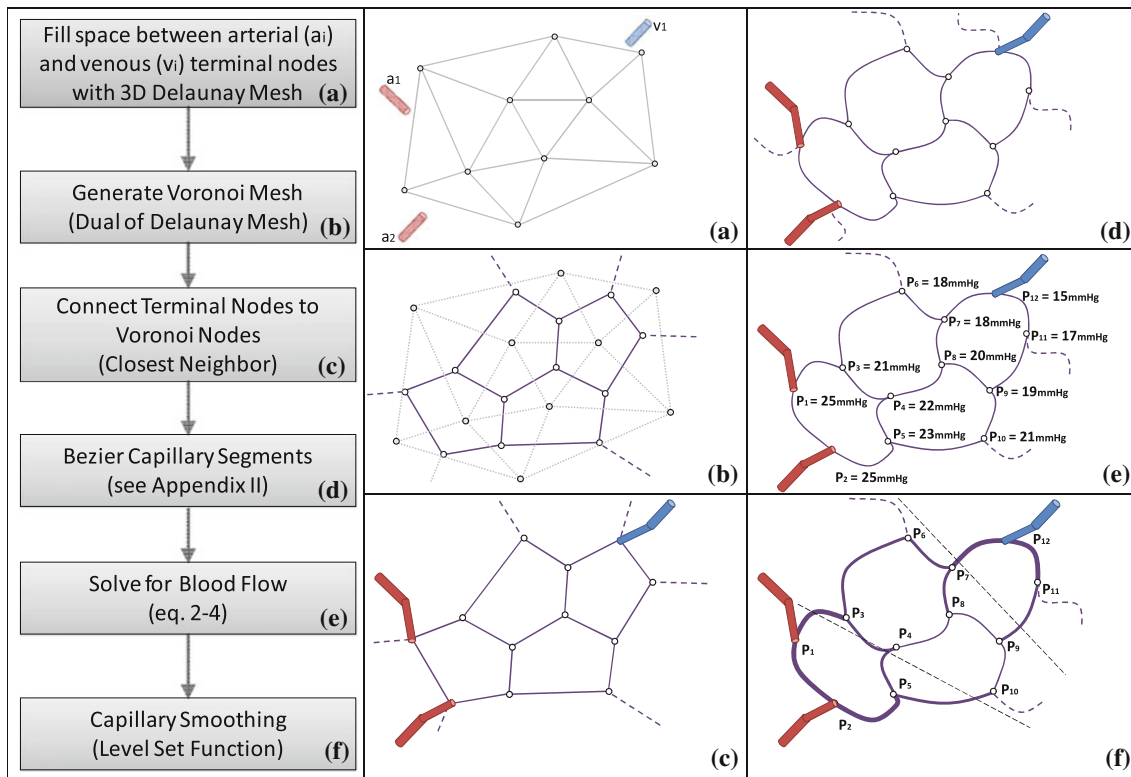 Fill space between arterial (ai)
and venous (vi) terminal nodes
with 3D Delaunay Mesh (a)
Generate Voronoi Mesh
(Dual of Delaunay Mesh) (b)
Connect Terminal Nodes to
Voronoi Nodes
(Closest Neighbor) (c)
Bezier Capillary Segments
(see Appendix II) (d)
Solve for Blood Flow
(eq. 2-4) (e)
Capillary Smoothing
(Level Set Function) (f)
v1
a1
a2
(a)
(b)
(c)
(d)
P6 = 18mmHg
P12 = 15mmHg
P7 = 18mmHg
P11 = 17mmHg
P8 = 20mmHg
P3 = 21mmHg
P9 = 19mmHg
P1 = 25mmHg
P4 = 22mmHg
P5 = 23mmHg
P10 = 21mmHg
P2 = 25mmHg
(e)
P6
P12
P7
P11
P8
P3
P4
P9
P1
P5
P10
P2
(f)